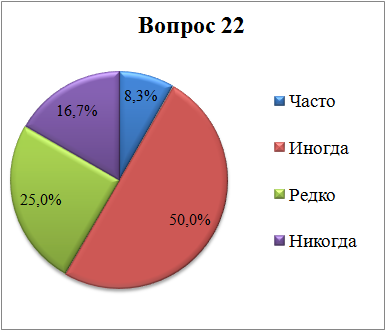 Вопрос 22
8,3%
16,7%
25,0%
50,0%
Часто
Иногда
Редко
Никогда